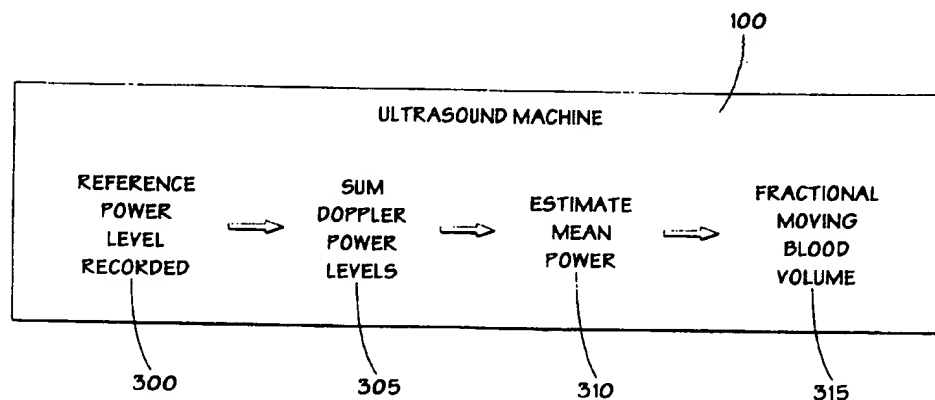 100
ULTRASOUND MACHINE
REFERENCE
POWER
LEVEL
RECORDED
SUM
DOPPLER
POWER
LEVELS
ESTIMATE
MEAN
POWER
FRACTIONAL
MOVING
BLOOD
VOLUME
300
305
310
315